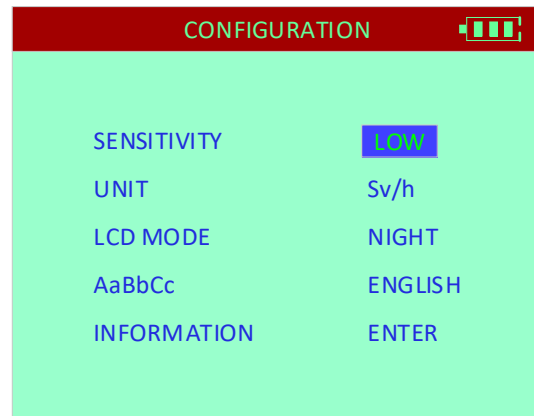 CONFIGURATION
SENSITIVITY LOW
UNIT Sv/h
LCD MODE NIGHT
AaBbCc ENGLISH
INFORMATION ENTER